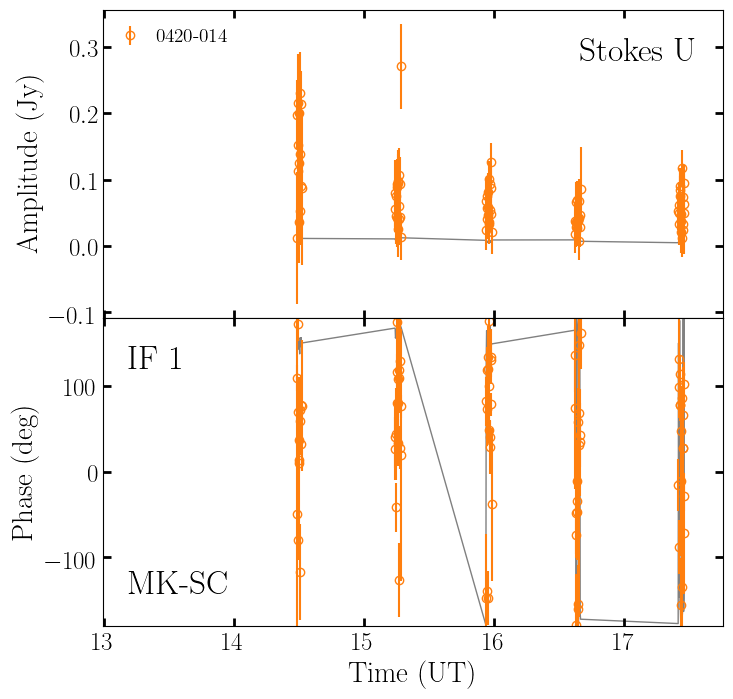 0420-014
Stokes U
Amplitude (Jy)
0.3
0.2
0.1
0.0
−0.1
IF 1
Phase (deg)
100
0
−100
MK-SC
13
14
15
16
17
Time (UT)